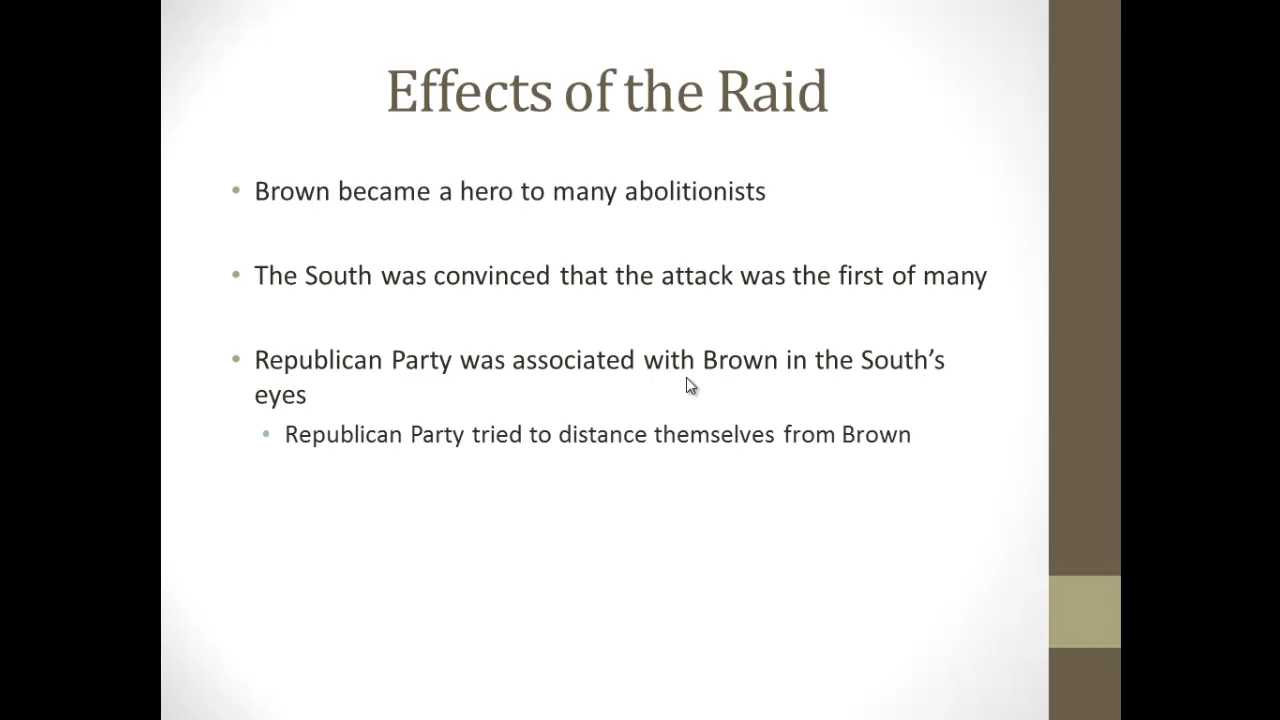 Effects of the Raid
• Brown became a hero to many abolitionists
• The South was convinced that the attack was the first of many
• Republican Party was associated with Brown in the South’s
eyes
• Republican Party tried to distance themselves from Brown